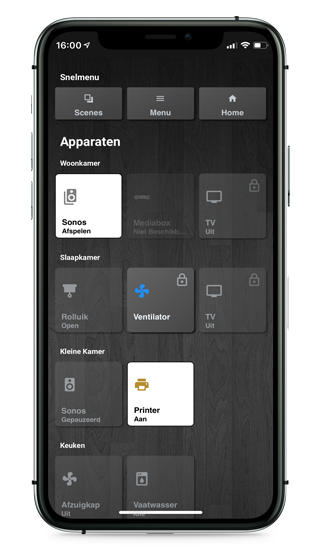 16:00
Snelmenu
Scenes
Menu
Home
Apparaten
Woonkamer
Sonos
Afspelen
Mediabox
Niet Beschikb...
TV
Uit
Slaapkamer
Rolluik
Open
Ventilator
TV
Uit
Kleine Kamer
Sonos
Gepauzeerd
Printer
Aan
Keuken
Afzuigkap
Uit
Vaatwasser